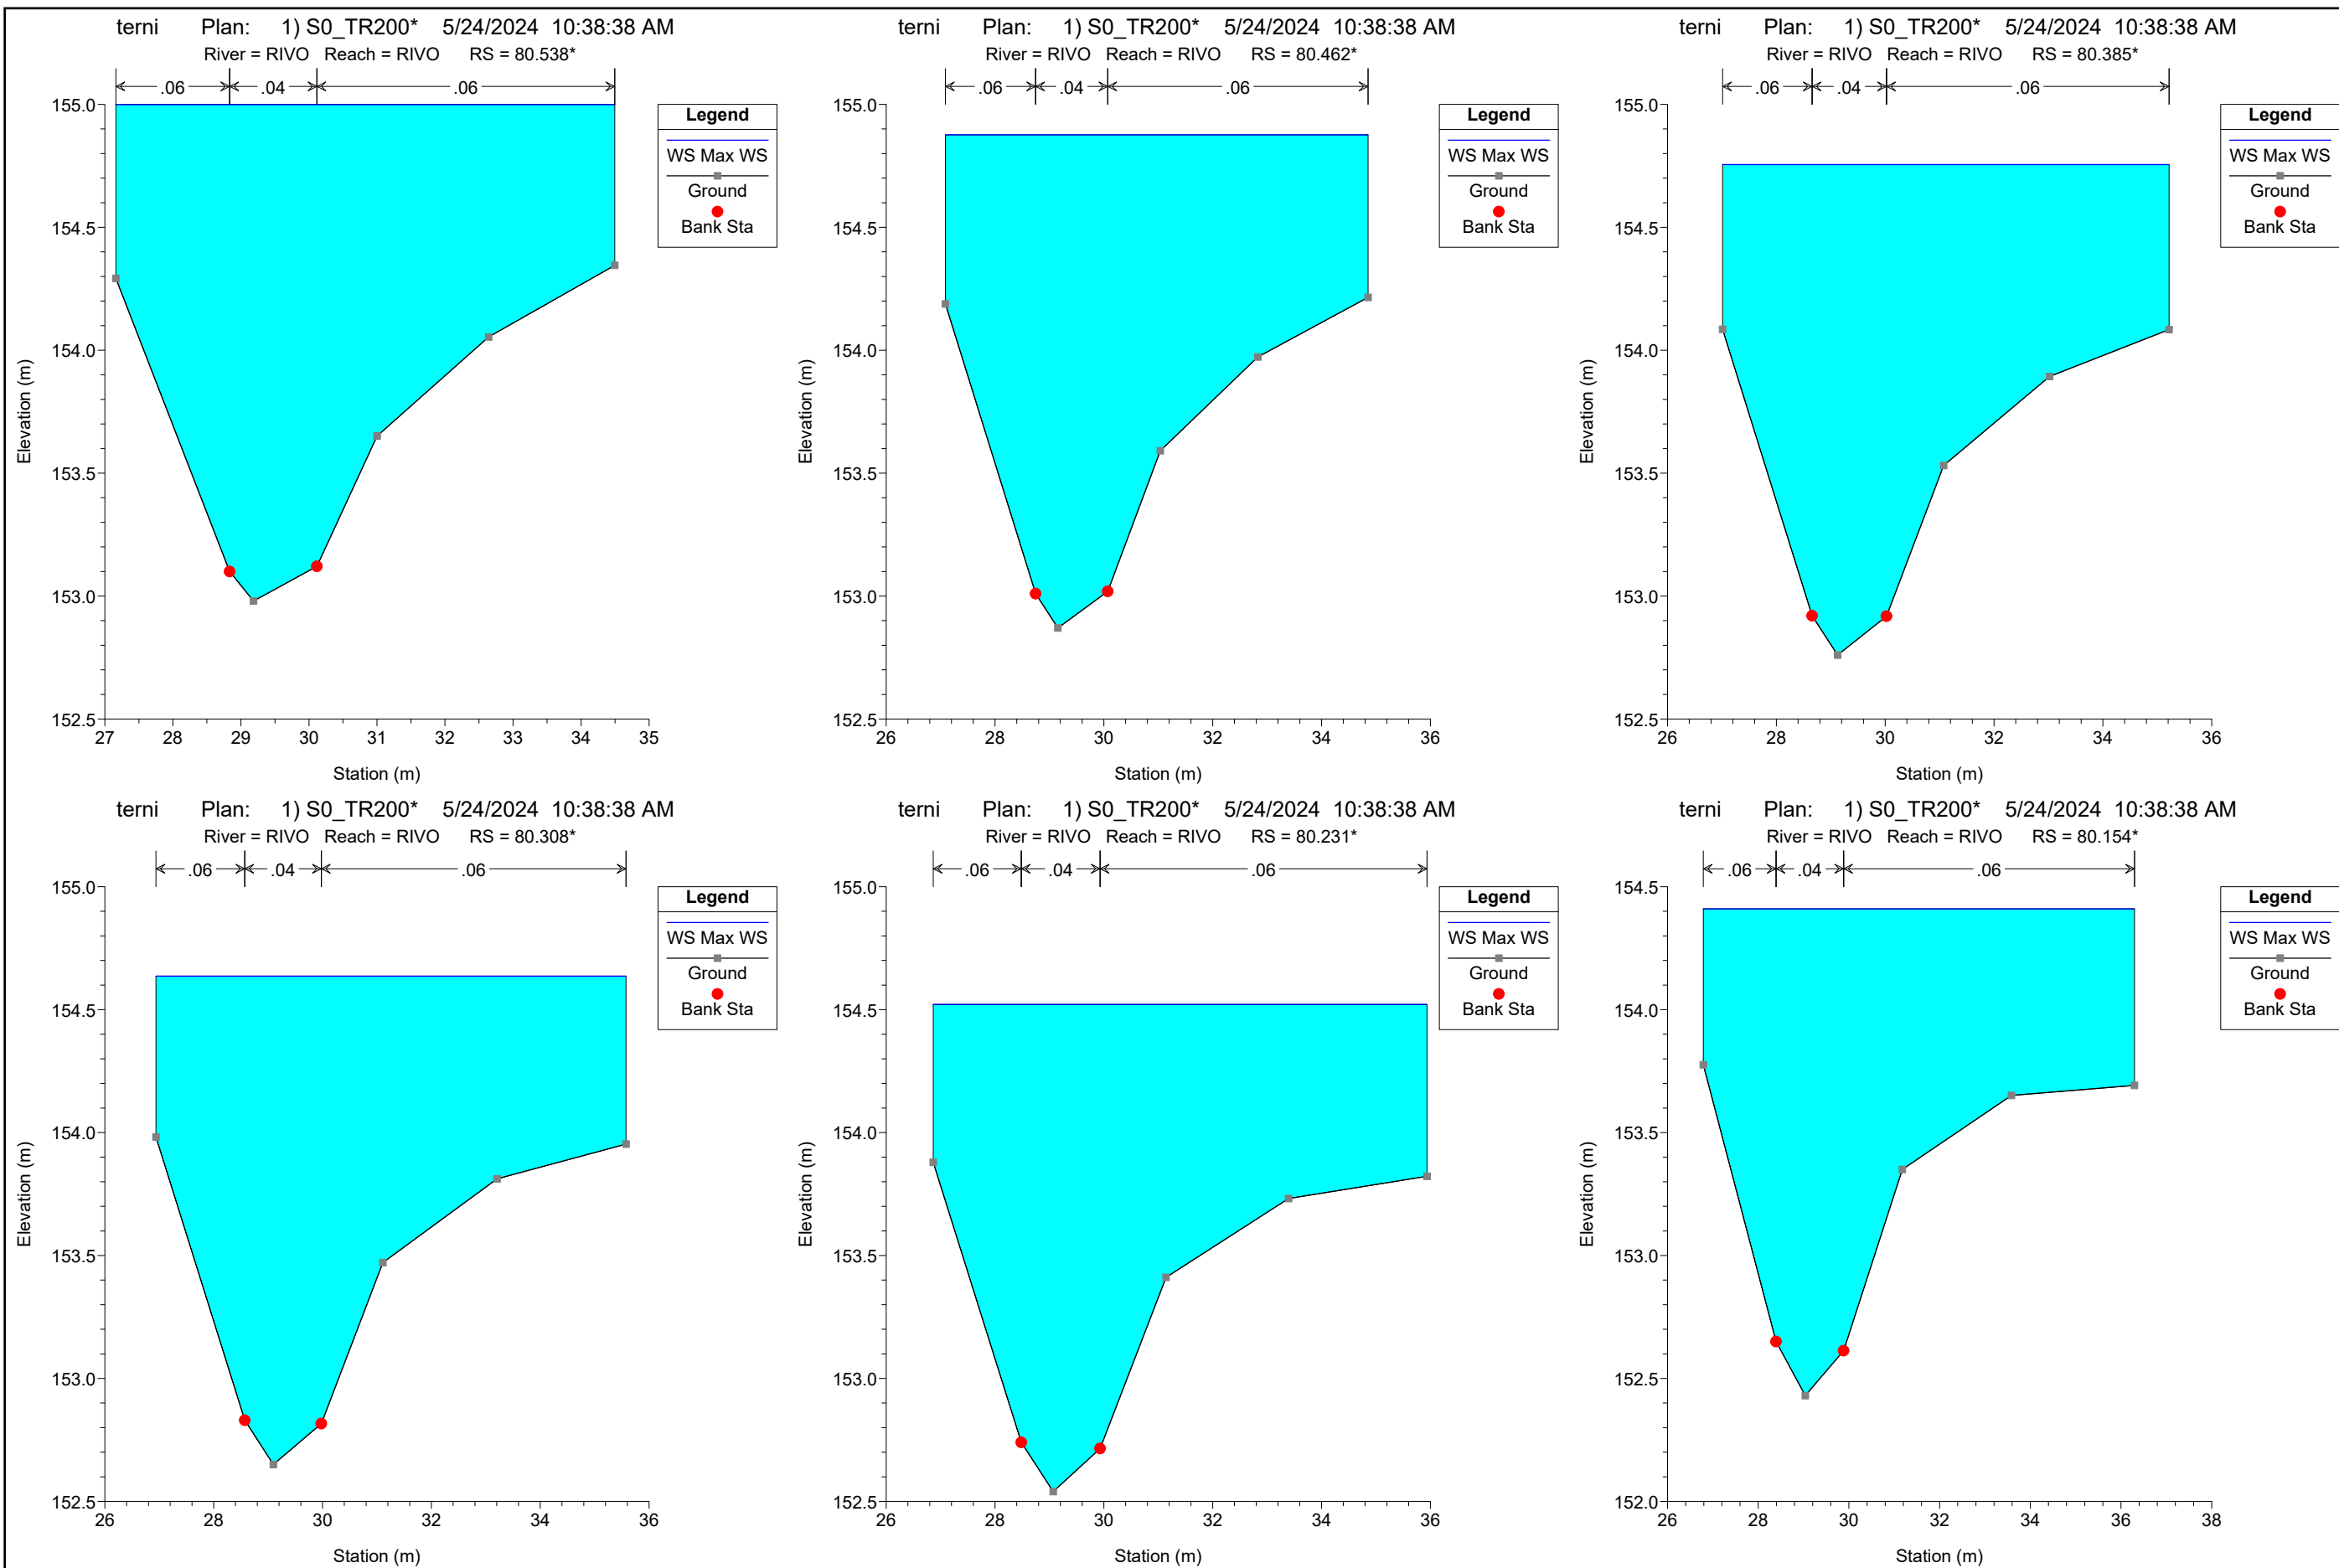 terni Plan: 1) S0_TR200* 5/24/2024 10:38:38 AM
River = RIVO Reach = RIVO RS = 80.538*
.06 .04 .06
Legend
WS Max WS
Ground
Bank Sta
155.0
154.5
154.0
153.5
153.0
152.5
27 28 29 30 31 32 33 34 35
Station (m)
Elevation (m)
terni Plan: 1) S0_TR200* 5/24/2024 10:38:38 AM
River = RIVO Reach = RIVO RS = 80.462*
.06 .04 .06
Legend
WS Max WS
Ground
Bank Sta
155.0
154.5
154.0
153.5
153.0
152.5
26 28 30 32 34 36
Station (m)
Elevation (m)
terni Plan: 1) S0_TR200* 5/24/2024 10:38:38 AM
River = RIVO Reach = RIVO RS = 80.385*
.06 .04 .06
Legend
WS Max WS
Ground
Bank Sta
155.0
154.5
154.0
153.5
153.0
152.5
26 28 30 32 34 36
Station (m)
Elevation (m)
terni Plan: 1) S0_TR200* 5/24/2024 10:38:38 AM
River = RIVO Reach = RIVO RS = 80.308*
.06 .04 .06
Legend
WS Max WS
Ground
Bank Sta
155.0
154.5
154.0
153.5
153.0
152.5
26 28 30 32 34 36
Station (m)
Elevation (m)
terni Plan: 1) S0_TR200* 5/24/2024 10:38:38 AM
River = RIVO Reach = RIVO RS = 80.231*
.06 .04 .06
Legend
WS Max WS
Ground
Bank Sta
155.0
154.5
154.0
153.5
153.0
152.5
26 28 30 32 34 36
Station (m)
Elevation (m)
terni Plan: 1) S0_TR200* 5/24/2024 10:38:38 AM
River = RIVO Reach = RIVO RS = 80.154*
.06 .04 .06
Legend
WS Max WS
Ground
Bank Sta
154.5
154.0
153.5
153.0
152.5
152.0
26 28 30 32 34 36 38
Station (m)
Elevation (m)